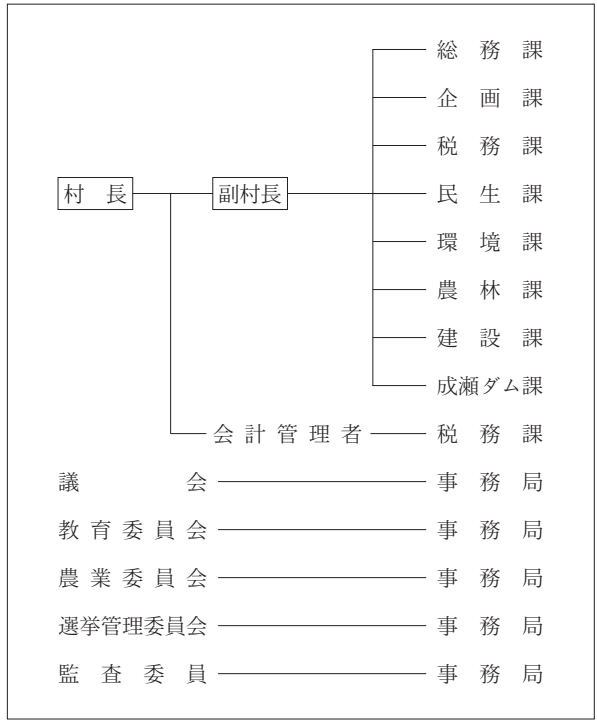 総務課
企画課
税務課
村長 副村長 民生課
環境課
農林課
建設課
成瀬ダム課
会計管理者 税務課
議会 事務局
教育委員会 事務局
農業委員会 事務局
選挙管理委員会 事務局
監査委員 事務局